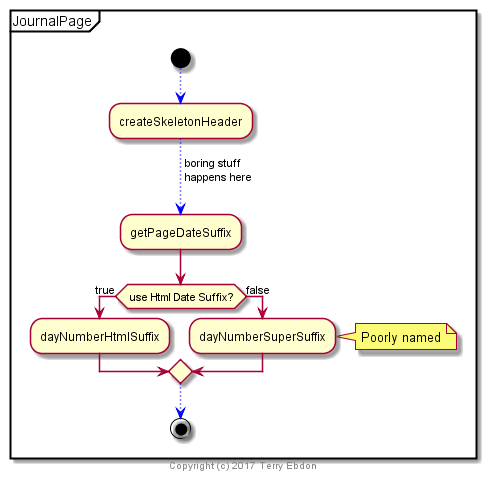 JournalPage
createSkeletonHeader
boring stuff
happens here
getPageDateSuffix
true
use Html Date Suffix?
false
dayNumberHtmlSuffix
dayNumberSuperSuffix
Poorly named
Copyright (c) 2017 Terry Ebdon